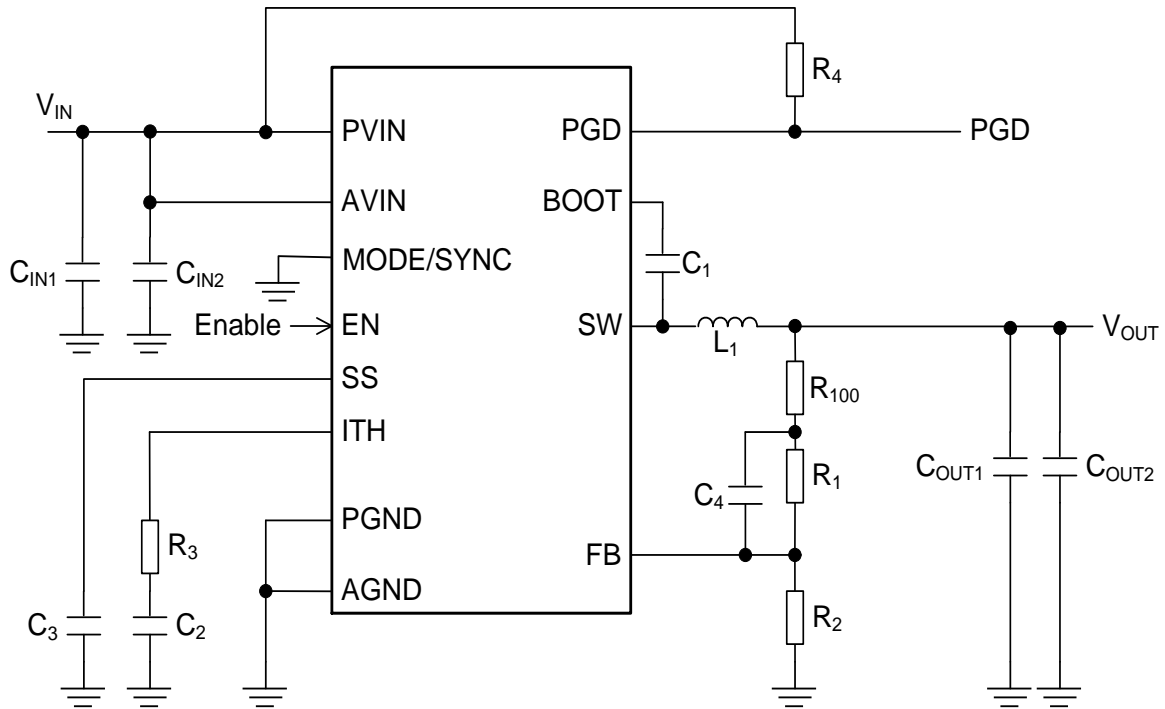 R4
VIN
PVIN
PGD
PGD
AVIN
BOOT
CIN1
CIN2
MODE/SYNC
C1
Enable
EN
SW
L1
VOUT
SS
R100
ITH
C4
R1
COUT1
COUT2
R3
PGND
FB
AGND
C3
C2
R2